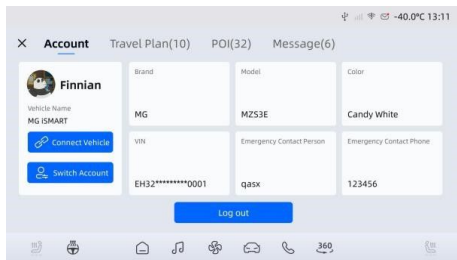 -40.0°C 13:11
Account Travel Plan(10) POI(32) Message(6)
Finnian
Vehicle Name
MG iSMART
Connect Vehicle
Switch Account
Brand
MG
Model
MZS3E
Color
Candy White
VIN
EH32*********0001
Emergency Contact Person
qasx
Emergency Contact Phone
123456
Log out
360